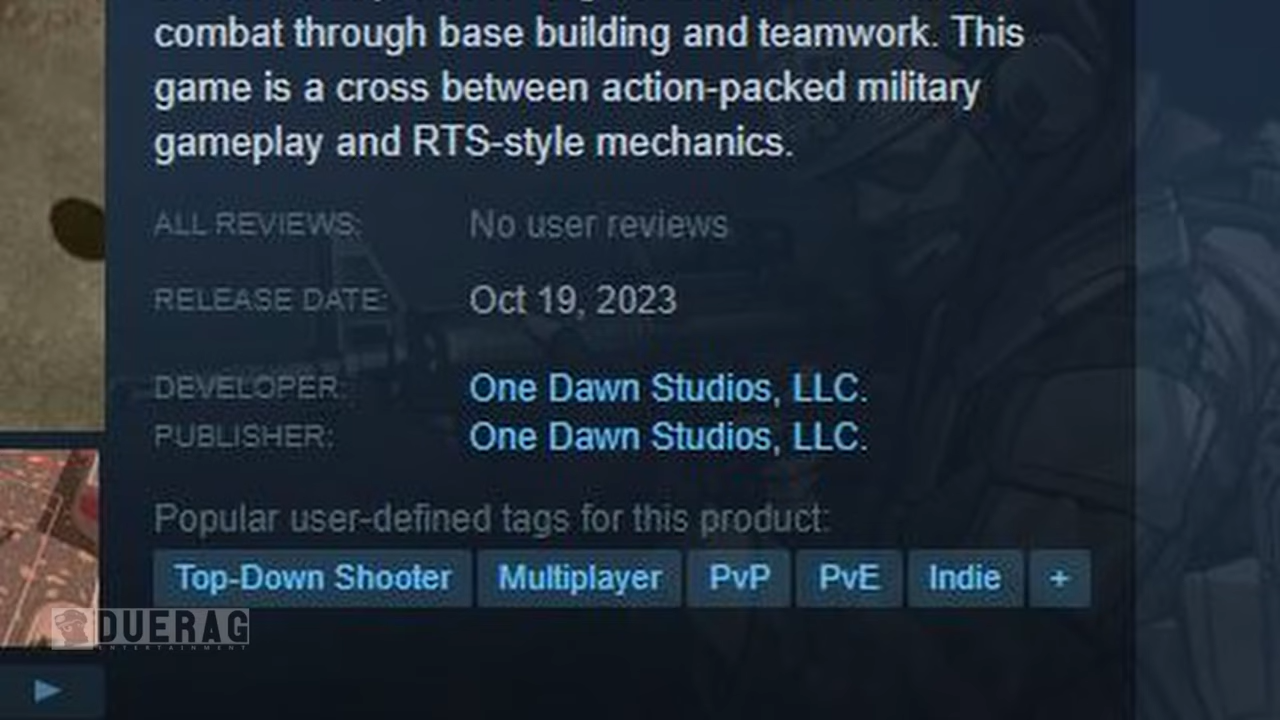 combat through base building and teamwork. This
game is a cross between action-packed military
gameplay and RTS-style mechanics.
ALL REVIEWS: No user reviews
RELEASE DATE: Oct 19, 2023
DEVELOPER: One Dawn Studios, LLC.
PUBLISHER: One Dawn Studios, LLC.
Popular user-defined tags for this product:
Top-Down Shooter Multiplayer PvP PvE Indie +
DUERAG
ENTERTAINMENT